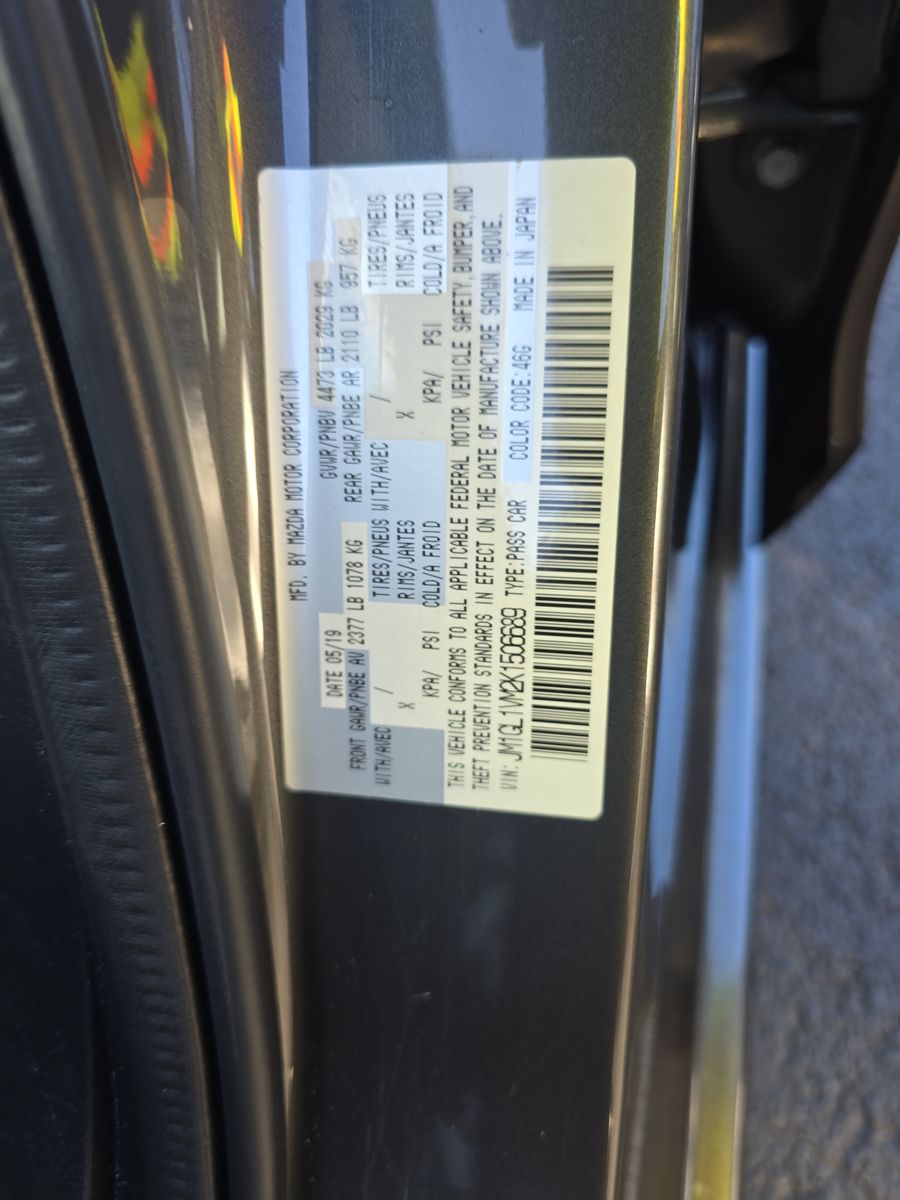 MFD. BY MAZDA MOTOR CORPORATION
DATE 05/19 GVWR/PNBV 4473 LB 2029 KG
FRONT GAWR/PNBE AV 2377 LB 1078 KG REAR GAWR/PNBE AR 2110 LB 957 KG
WITH/AVEC / TIRES/PNEUS WITH/AVEC / TIRES/PNEUS
X RIMS/JANTES X RIMS/JANTES
KPA/ PSI COLD/A FROID KPA/ PSI COLD/A FROID
THIS VEHICLE CONFORMS TO ALL APPLICABLE FEDERAL MOTOR VEHICLE SAFETY, BUMPER, AND
THEFT PREVENTION STANDARDS IN EFFECT ON THE DATE OF MANUFACTURE SHOWN ABOVE.
VIN: JM1GL1VM2K1506689 TYPE:PASS CAR COLOR CODE:46G MADE IN JAPAN